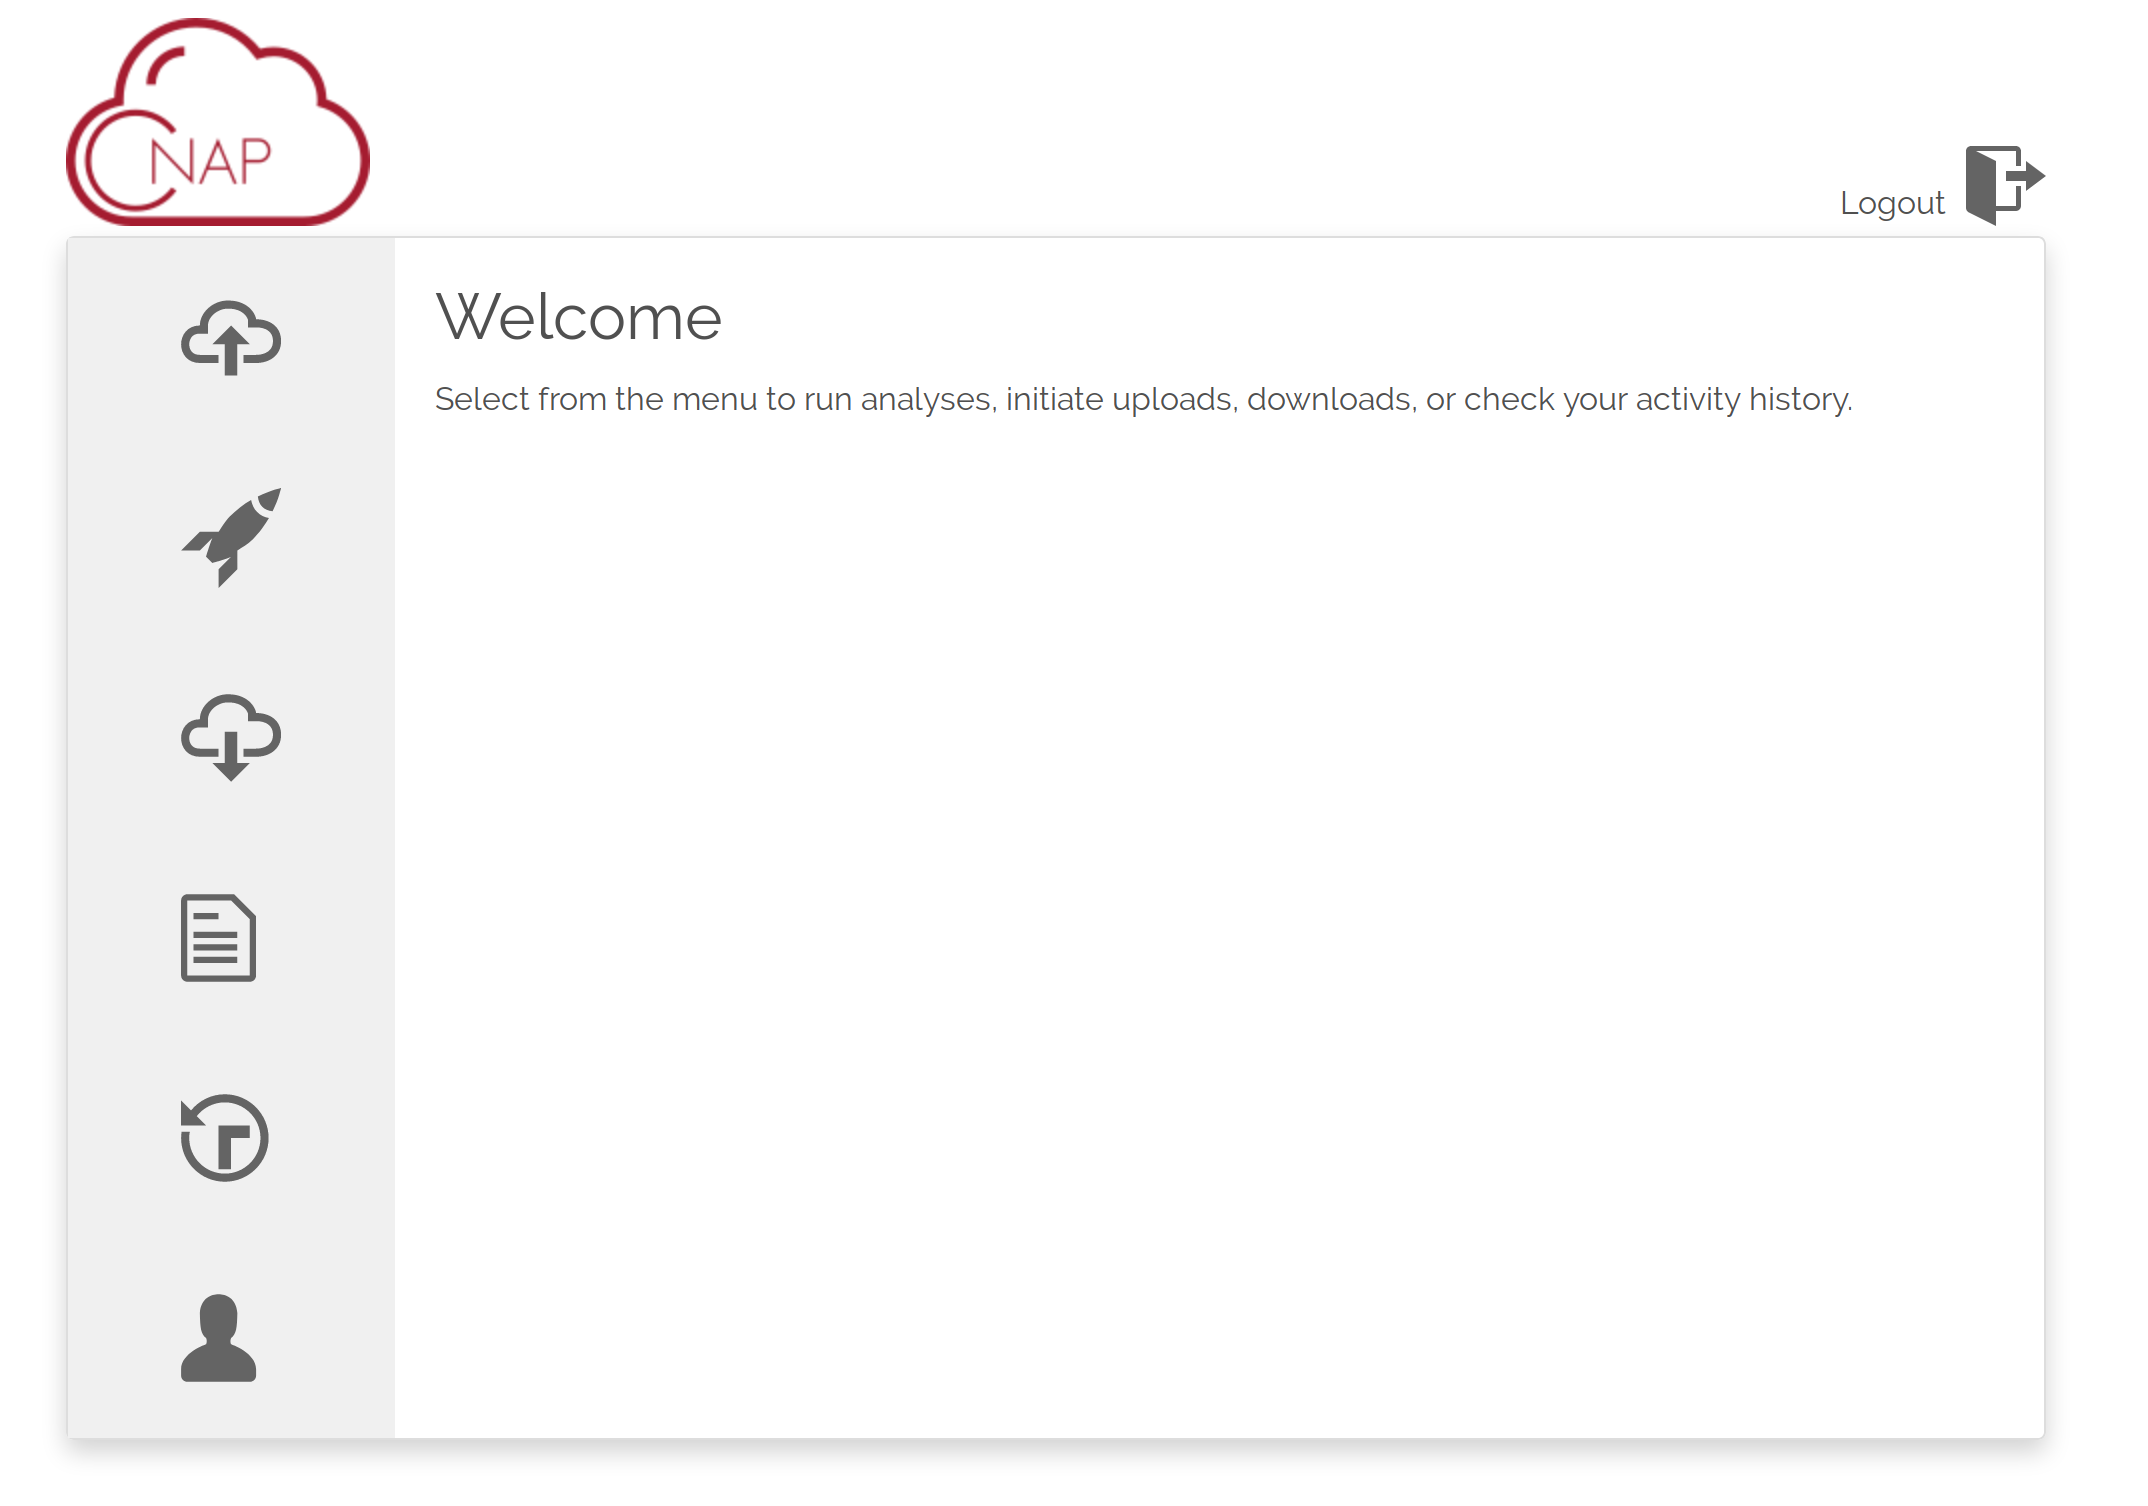 CNAP
Logout
Welcome
Select from the menu to run analyses, initiate uploads, downloads, or check your activity history.